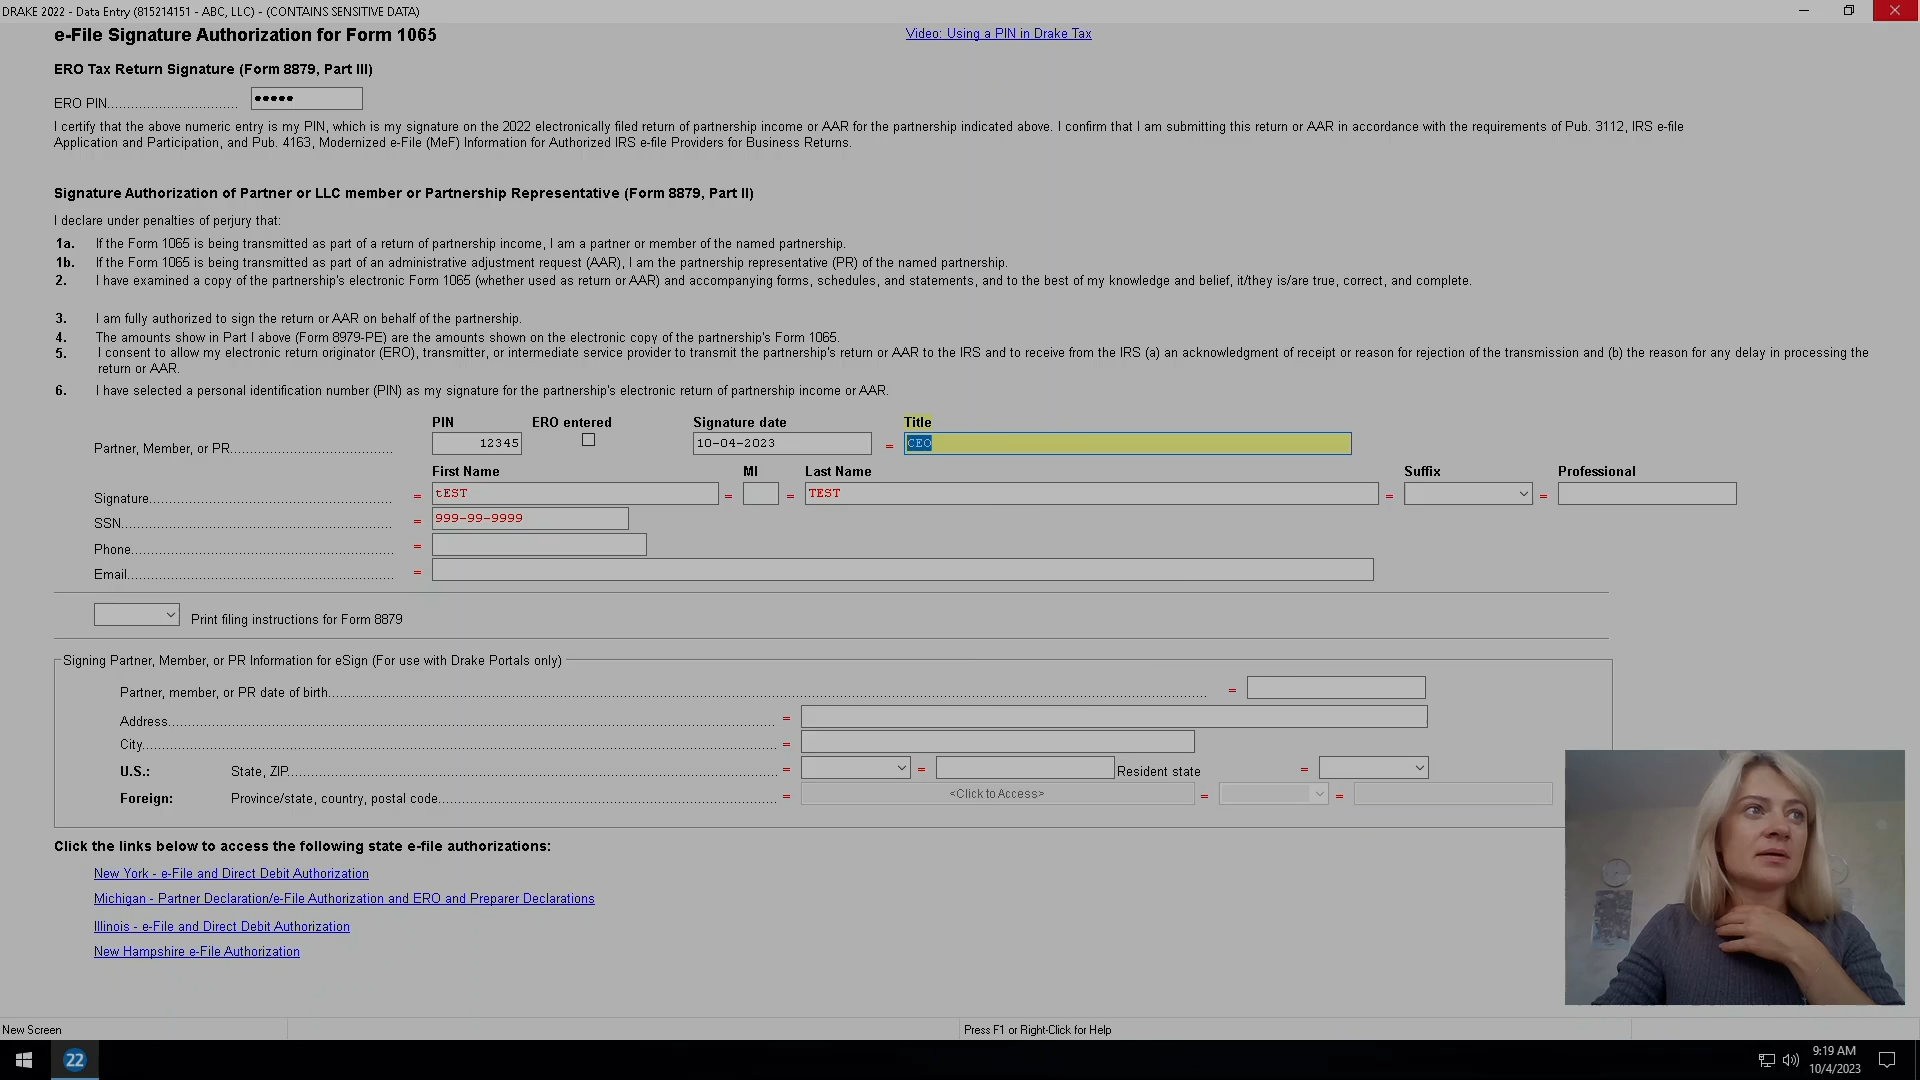 DRAKE 2022 - Data Entry (815214151 - ABC, LLC) - (CONTAINS SENSITIVE DATA)
e-File Signature Authorization for Form 1065
Video: Using a PIN in Drake Tax
ERO Tax Return Signature (Form 8879, Part III)
ERO PIN
I certify that the above numeric entry is my PIN, which is my signature on the 2022 electronically filed return of partnership income or AAR for the partnership indicated above. I confirm that I am submitting this return or AAR in accordance with the requirements of Pub. 3112, IRS e-file
Application and Participation, and Pub. 4163, Modernized e-File (MeF) Information for Authorized IRS e-file Providers for Business Returns.
Signature Authorization of Partner or LLC member or Partnership Representative (Form 8879, Part II)
I declare under penalties of perjury that:
1a. If the Form 1065 is being transmitted as part of a return of partnership income, I am a partner or member of the named partnership.
1b. If the Form 1065 is being transmitted as part of an administrative adjustment request (AAR), I am the partnership representative (PR) of the named partnership.
2. I have examined a copy of the partnership's electronic Form 1065 (whether used as return or AAR) and accompanying forms, schedules, and statements, and to the best of my knowledge and belief, it/they is/are true, correct, and complete.
3. I am fully authorized to sign the return or AAR on behalf of the partnership.
4. The amounts show in Part I above (Form 8979-PE) are the amounts shown on the electronic copy of the partnership's Form 1065.
5. I consent to allow my electronic return originator (ERO), transmitter, or intermediate service provider to transmit the partnership's return or AAR to the IRS and to receive from the IRS (a) an acknowledgment of receipt or reason for rejection of the transmission and (b) the reason for any delay in processing the
return or AAR.
6. I have selected a personal identification number (PIN) as my signature for the partnership's electronic return of partnership income or AAR.
PIN ERO entered Signature date Title
Partner, Member, or PR 12345 10-04-2023 = CEO
First Name MI Last Name Suffix Professional
Signature = tEST = = TEST = =
SSN = 999-99-9999
Phone =
Email =
Print filing instructions for Form 8879
Signing Partner, Member, or PR Information for eSign (For use with Drake Portals only)
Partner, member, or PR date of birth =
Address =
City =
U.S.: State, ZIP = = Resident state =
Foreign: Province/state, country, postal code = <Click to Access> = =
Click the links below to access the following state e-file authorizations:
New York - e-File and Direct Debit Authorization
Michigan - Partner Declaration/e-File Authorization and ERO and Preparer Declarations
Illinois - e-File and Direct Debit Authorization
New Hampshire e-File Authorization
New Screen
Press F1 or Right-Click for Help
22
9:19 AM
10/4/2023